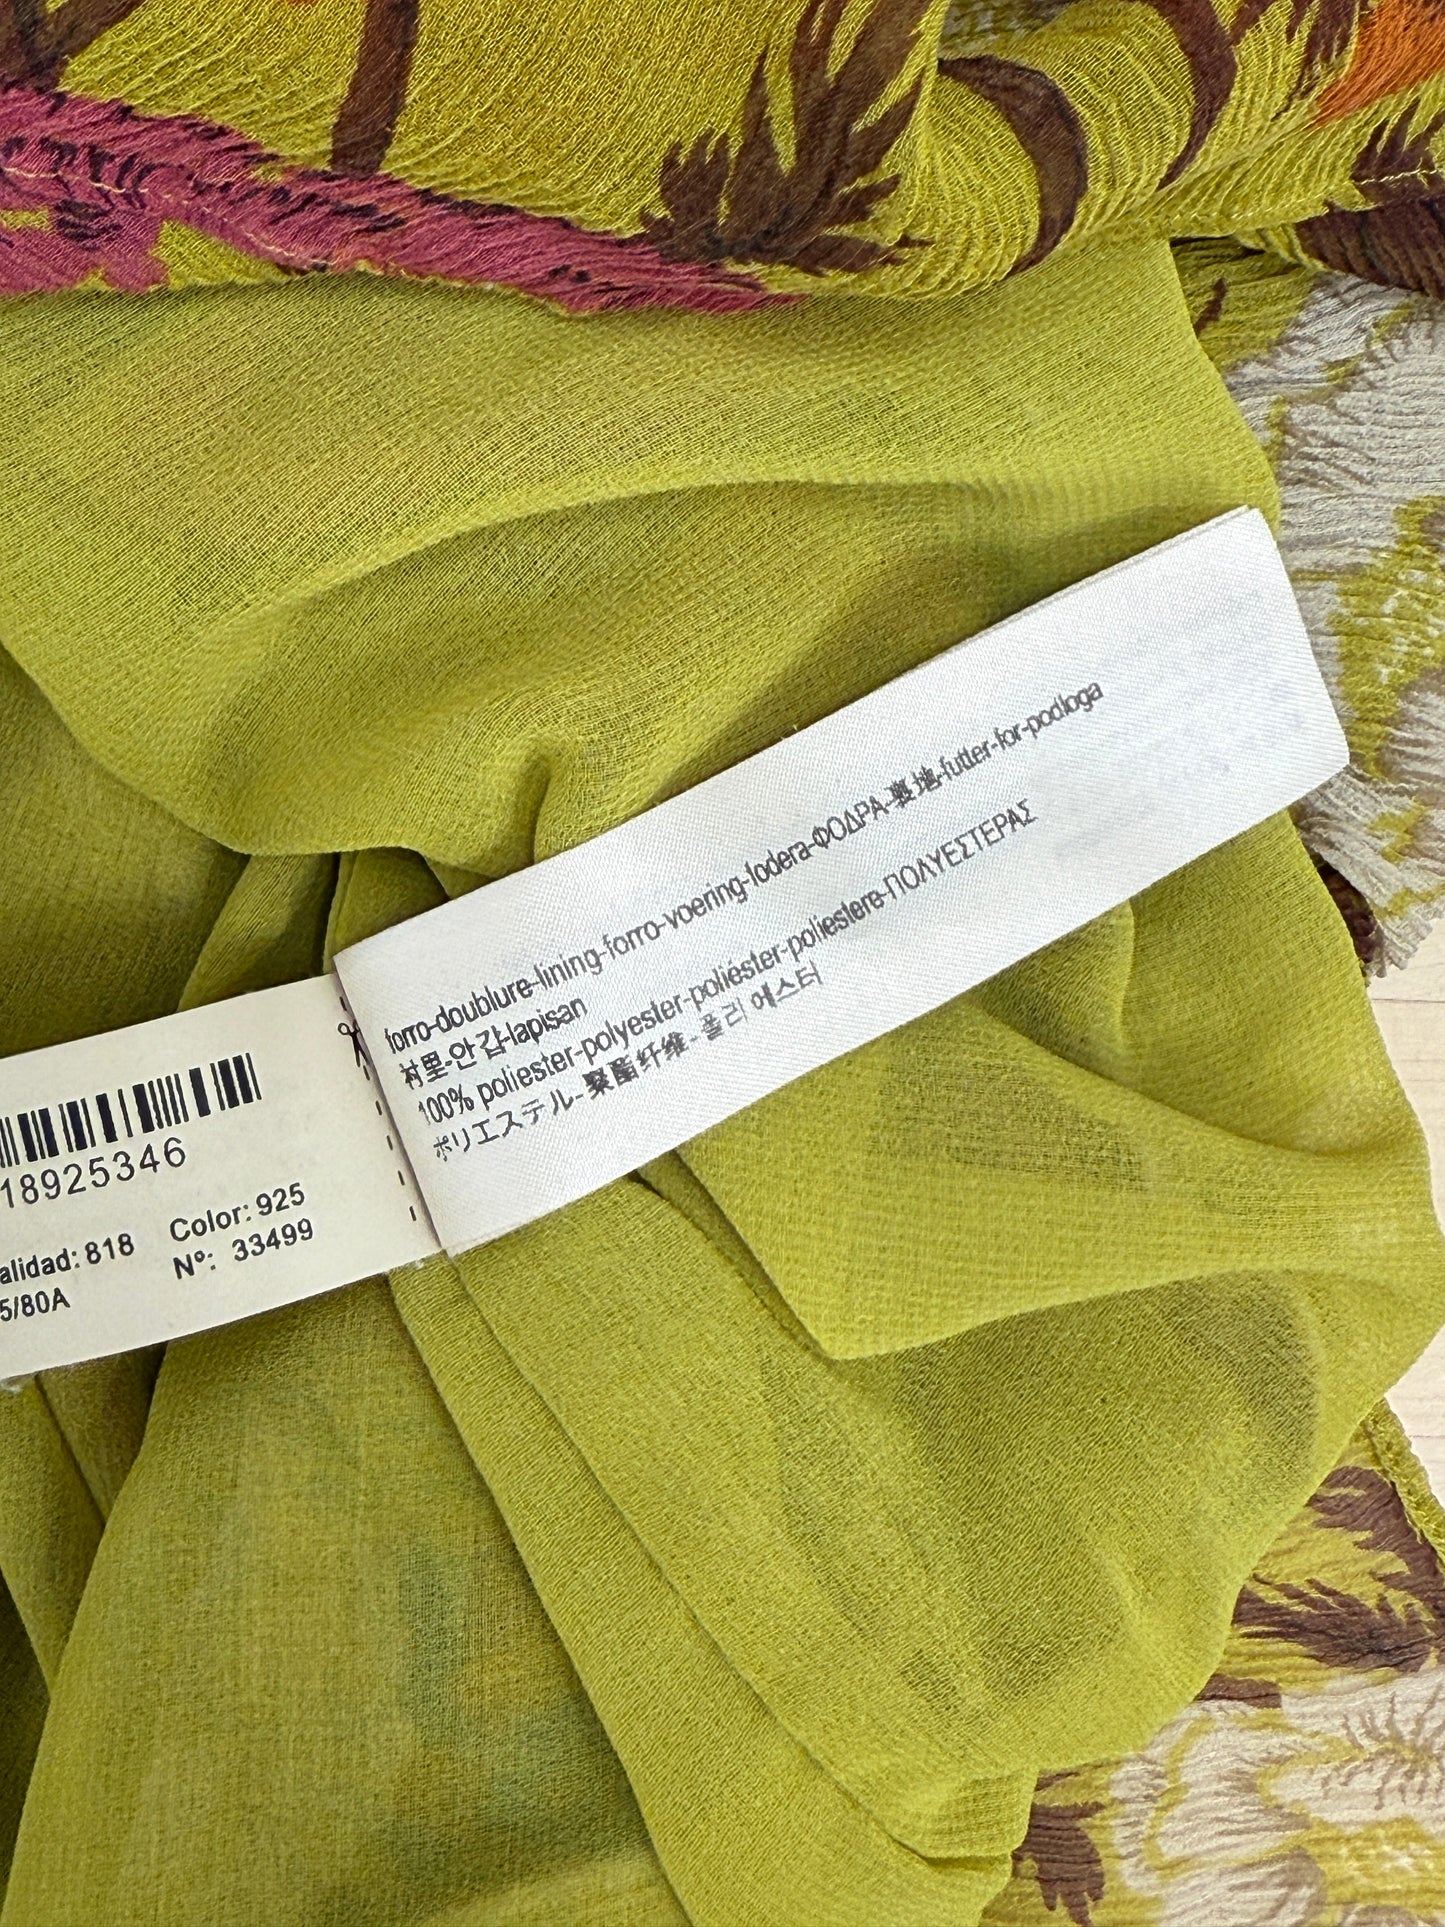 forro-doublure-lining-forro-voering-fodera-ΦΟΔΡΑ-裏地-futter-for-podloga
衬里-안감-lapisan
100% poliester-polyester-poliéster-poliestere-ΠΟΛΥΕΣΤΕΡΑΣ
ポリエステル-聚酯纤维-폴리 에스터
18925346
alidad: 818 Color: 925
5/80A Nº: 33499